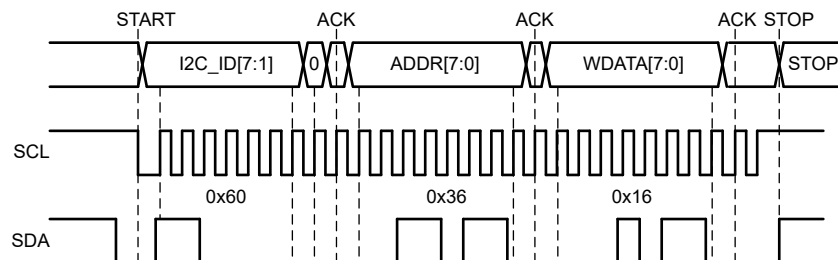 START ACK ACK ACK STOP
I2C_ID[7:1] 0 ADDR[7:0] WDATA[7:0] STOP
SCL
0x60 0x36 0x16
SDA